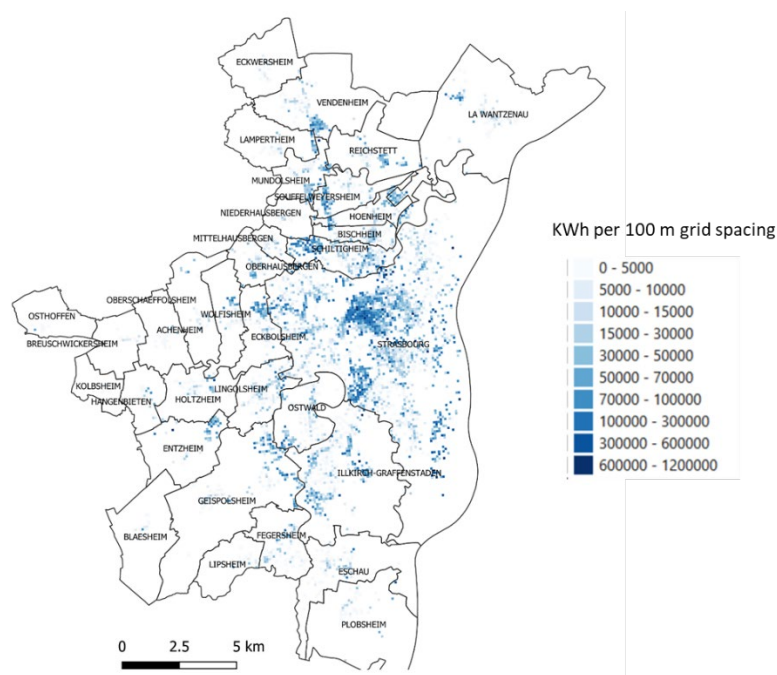 ECKWERSHEIM
VENDENHEIM
LA WANTZENAU
LAMPERTHEIM
REICHSTETT
MUNDOLSHEIM
SOUFFELWEYERSHEIM
NIEDERHAUSBERGEN
HOENHEIM
BISCHHEIM
MITTELHAUSBERGEN
SCHILTIGHEIM
OBERHAUSBERGEN
KWh per 100 m grid spacing
0 - 5000
5000 - 10000
10000 - 15000
15000 - 30000
30000 - 50000
50000 - 70000
70000 - 100000
100000 - 300000
300000 - 600000
600000 - 1200000
OBERSCHAEFFOLSHEIM
OSTHOFFEN
WOLFISHEIM
ACHENHEIM
ECKBOLSHEIM
STRASBOURG
BREUSCHWICKERSHEIM
KOLBSHEIM
LINGOLSHEIM
HANGENBIETEN
HOLTZHEIM
OSTWALD
ENTZHEIM
ILLKIRCH-GRAFFENSTADEN
GEISPOLSHEIM
BLAESHEIM
FEGERSHEIM
LIPSHEIM
ESCHAU
PLOBSHEIM
0 2.5 5 km